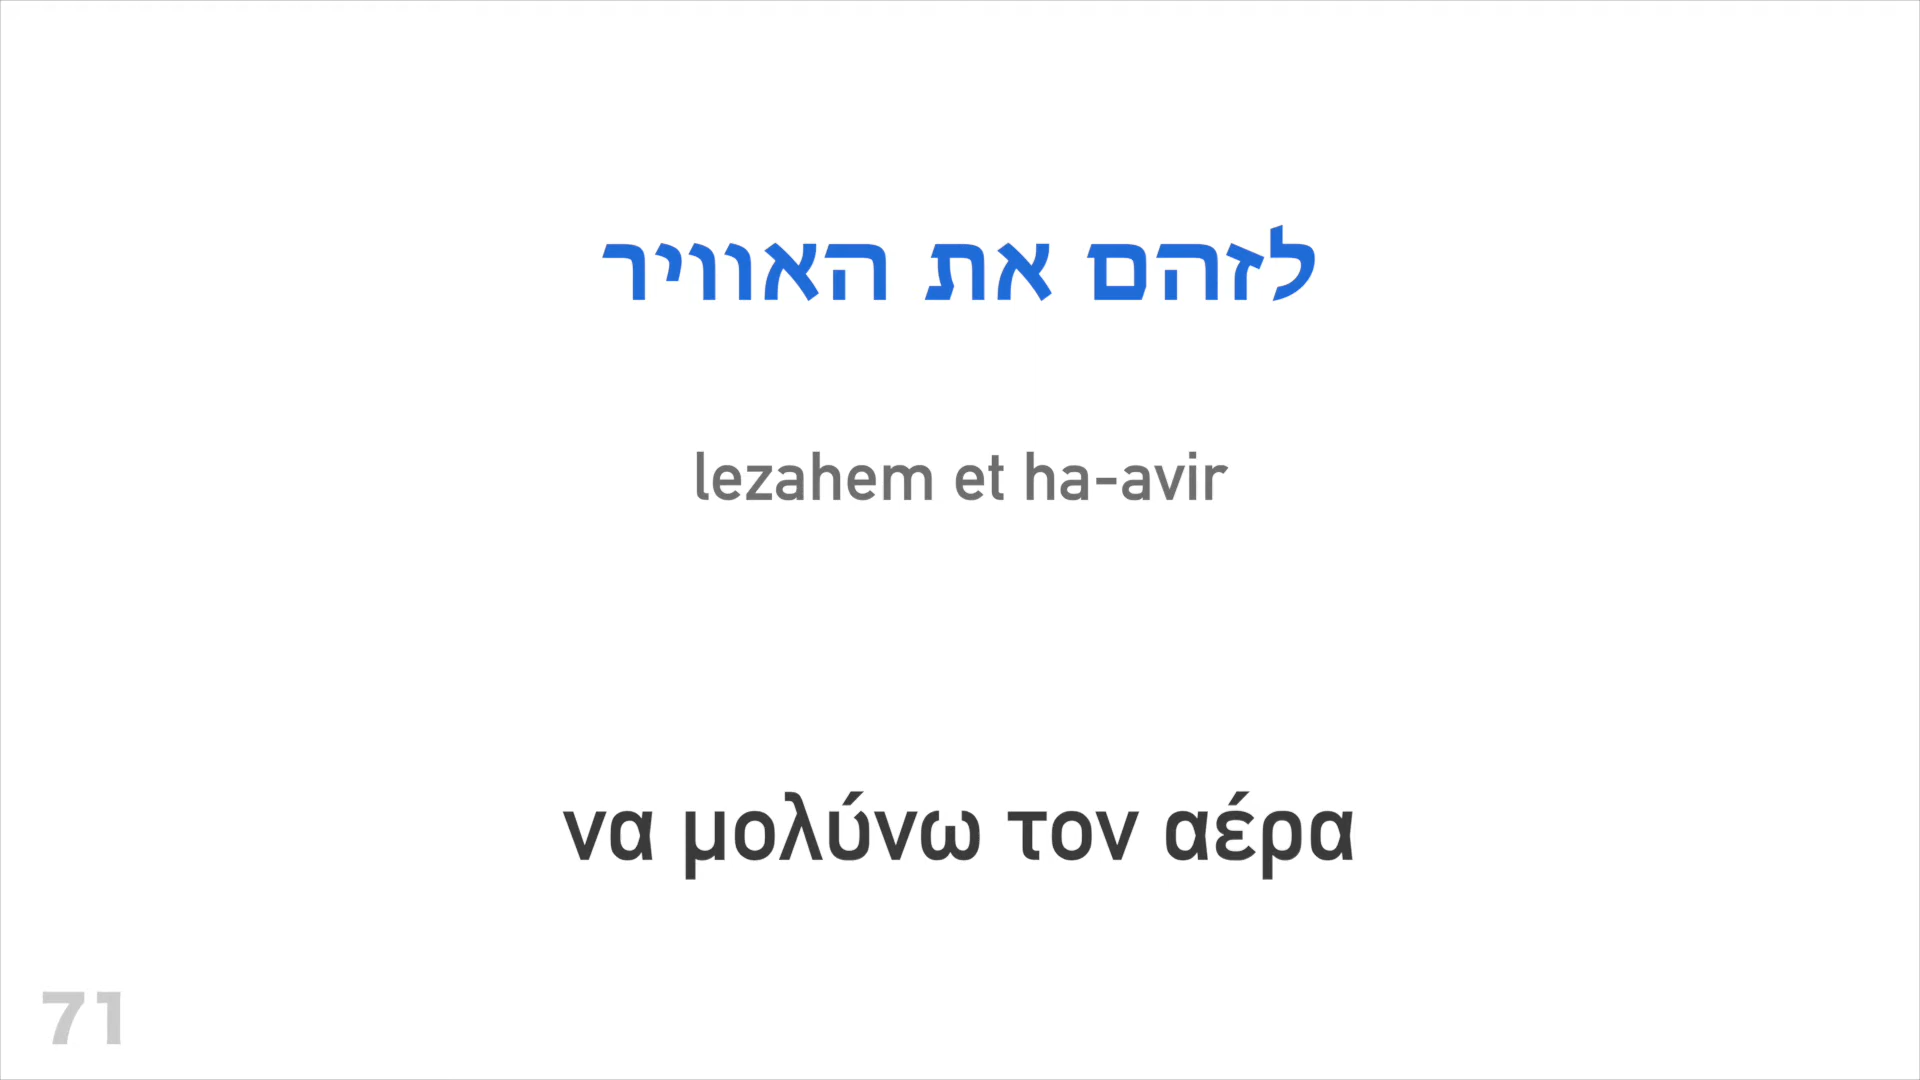 לזהם את האוויר
lezahem et ha-avir
να μολύνω τον αέρα
71